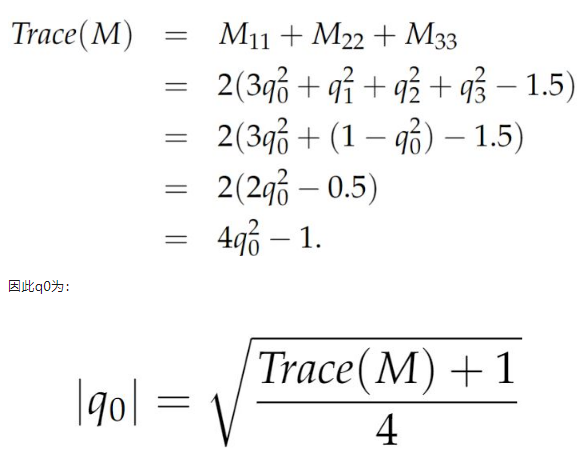 Trace(M) = M₁₁ + M₂₂ + M₃₃
= 2(3q₀² + q₁² + q₂² + q₃² − 1.5)
= 2(3q₀² + (1 − q₀²) − 1.5)
= 2(2q₀² − 0.5)
= 4q₀² − 1.
因此q0为：
|q₀| = √((Trace(M) + 1)/4)